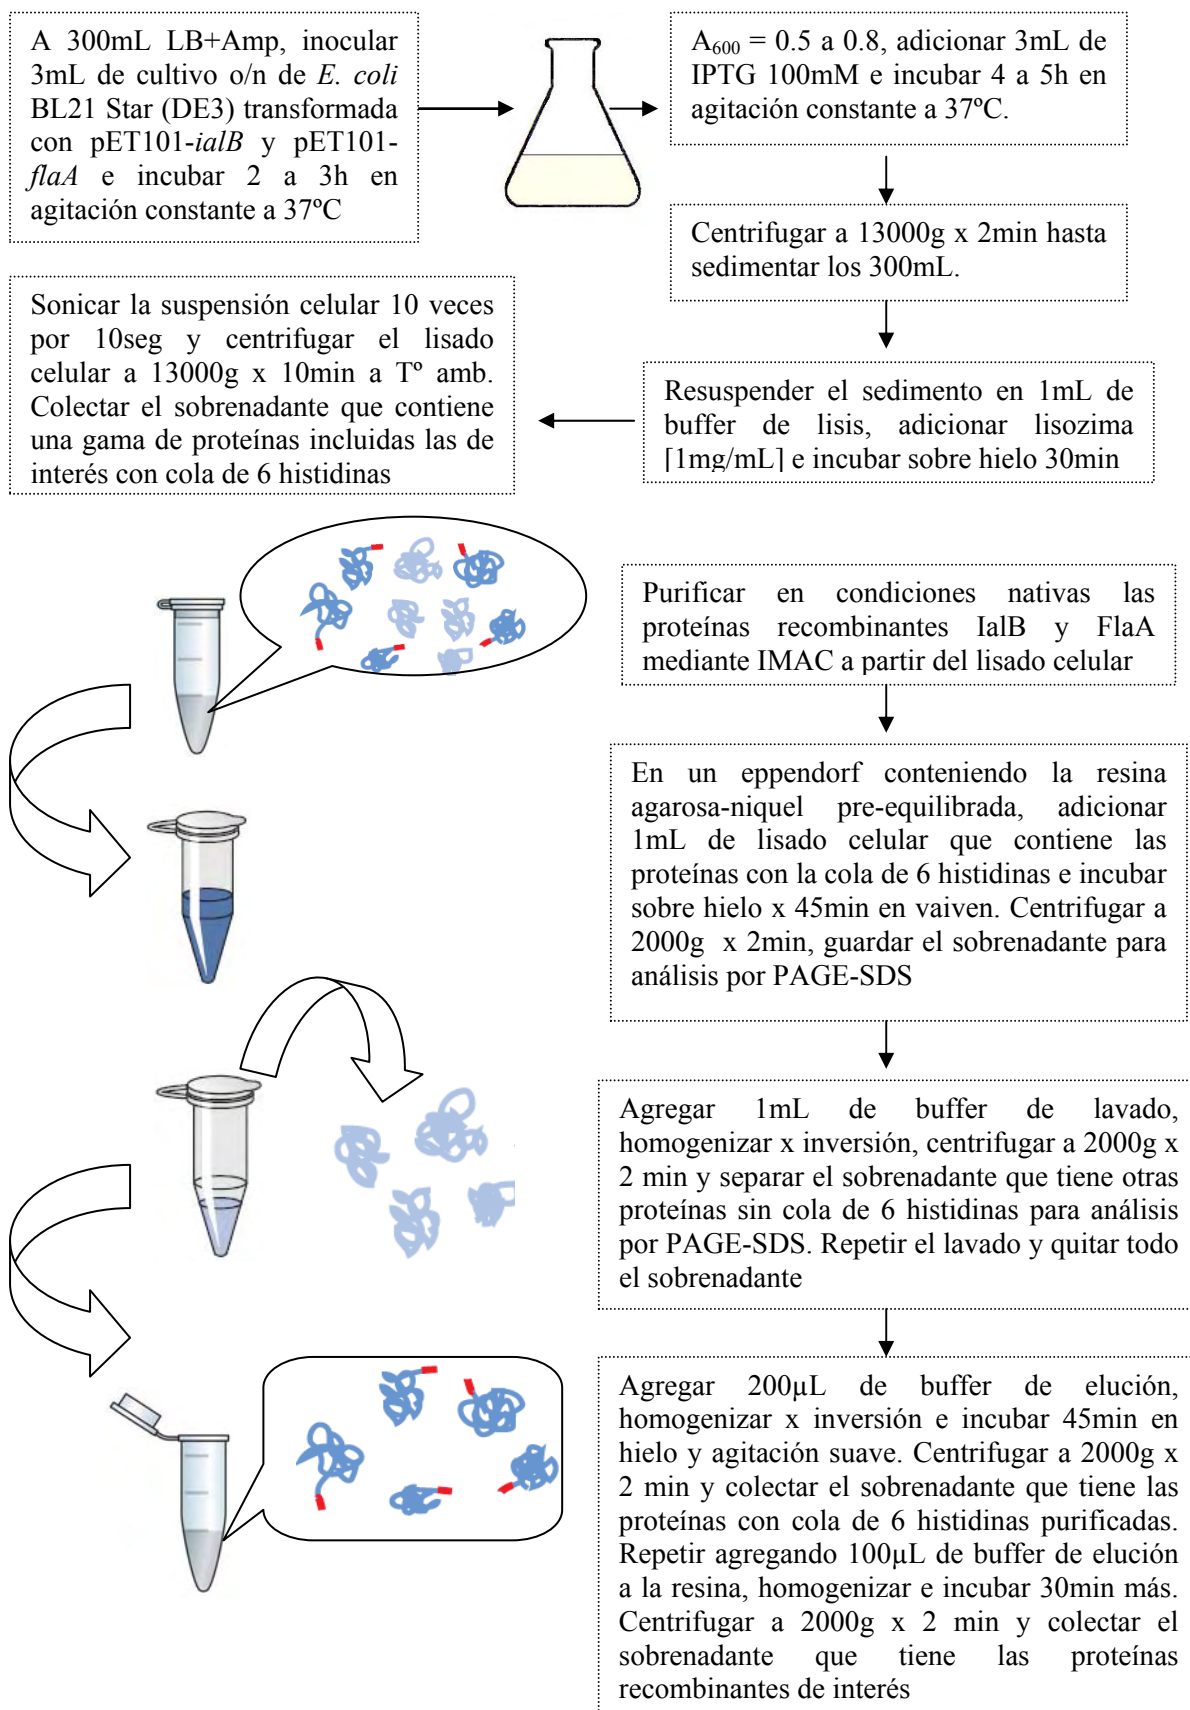 A 300mL LB+Amp, inocular
3mL de cultivo o/n de E. coli
BL21 Star (DE3) transformada
con pET101-ialB y pET101-
flaA e incubar 2 a 3h en
agitación constante a 37ºC
A600 = 0.5 a 0.8, adicionar 3mL de
IPTG 100mM e incubar 4 a 5h en
agitación constante a 37ºC.
Centrifugar a 13000g x 2min hasta
sedimentar los 300mL.
Resuspender el sedimento en 1mL de
buffer de lisis, adicionar lisozima
[1mg/mL] e incubar sobre hielo 30min
Sonicar la suspensión celular 10 veces
por 10seg y centrifugar el lisado
celular a 13000g x 10min a Tº amb.
Colectar el sobrenadante que contiene
una gama de proteínas incluidas las de
interés con cola de 6 histidinas
Purificar en condiciones nativas las
proteínas recombinantes IalB y FlaA
mediante IMAC a partir del lisado celular
En un eppendorf conteniendo la resina
agarosa-niquel pre-equilibrada, adicionar
1mL de lisado celular que contiene las
proteínas con la cola de 6 histidinas e incubar
sobre hielo x 45min en vaiven. Centrifugar a
2000g x 2min, guardar el sobrenadante para
análisis por PAGE-SDS
Agregar 1mL de buffer de lavado,
homogenizar x inversión, centrifugar a 2000g x
2 min y separar el sobrenadante que tiene otras
proteínas sin cola de 6 histidinas para análisis
por PAGE-SDS. Repetir el lavado y quitar todo
el sobrenadante
Agregar 200µL de buffer de elución,
homogenizar x inversión e incubar 45min en
hielo y agitación suave. Centrifugar a 2000g x
2 min y colectar el sobrenadante que tiene las
proteínas con cola de 6 histidinas purificadas.
Repetir agregando 100µL de buffer de elución
a la resina, homogenizar e incubar 30min más.
Centrifugar a 2000g x 2 min y colectar el
sobrenadante que tiene las proteínas
recombinantes de interés